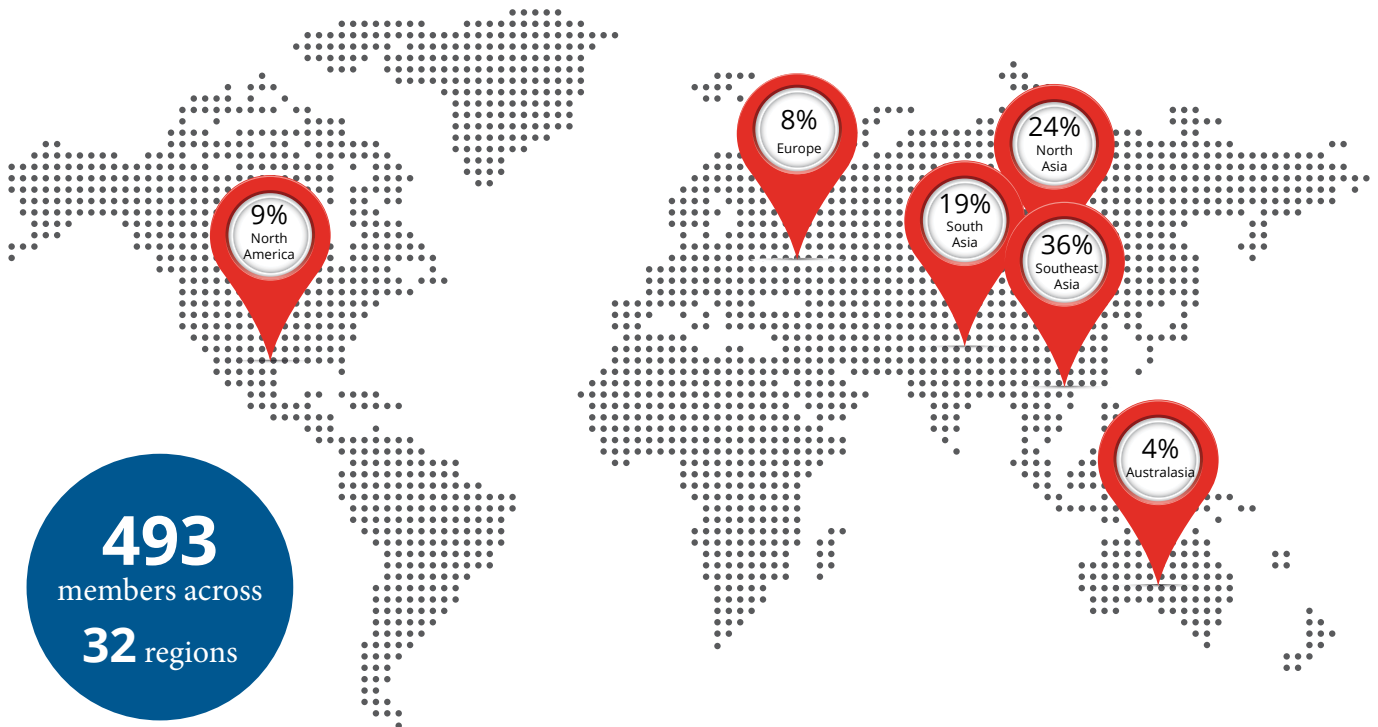 8%
Europe
24%
North
Asia
9%
North
America
19%
South
Asia
36%
Southeast
Asia
4%
Australasia
493
members across
32 regions